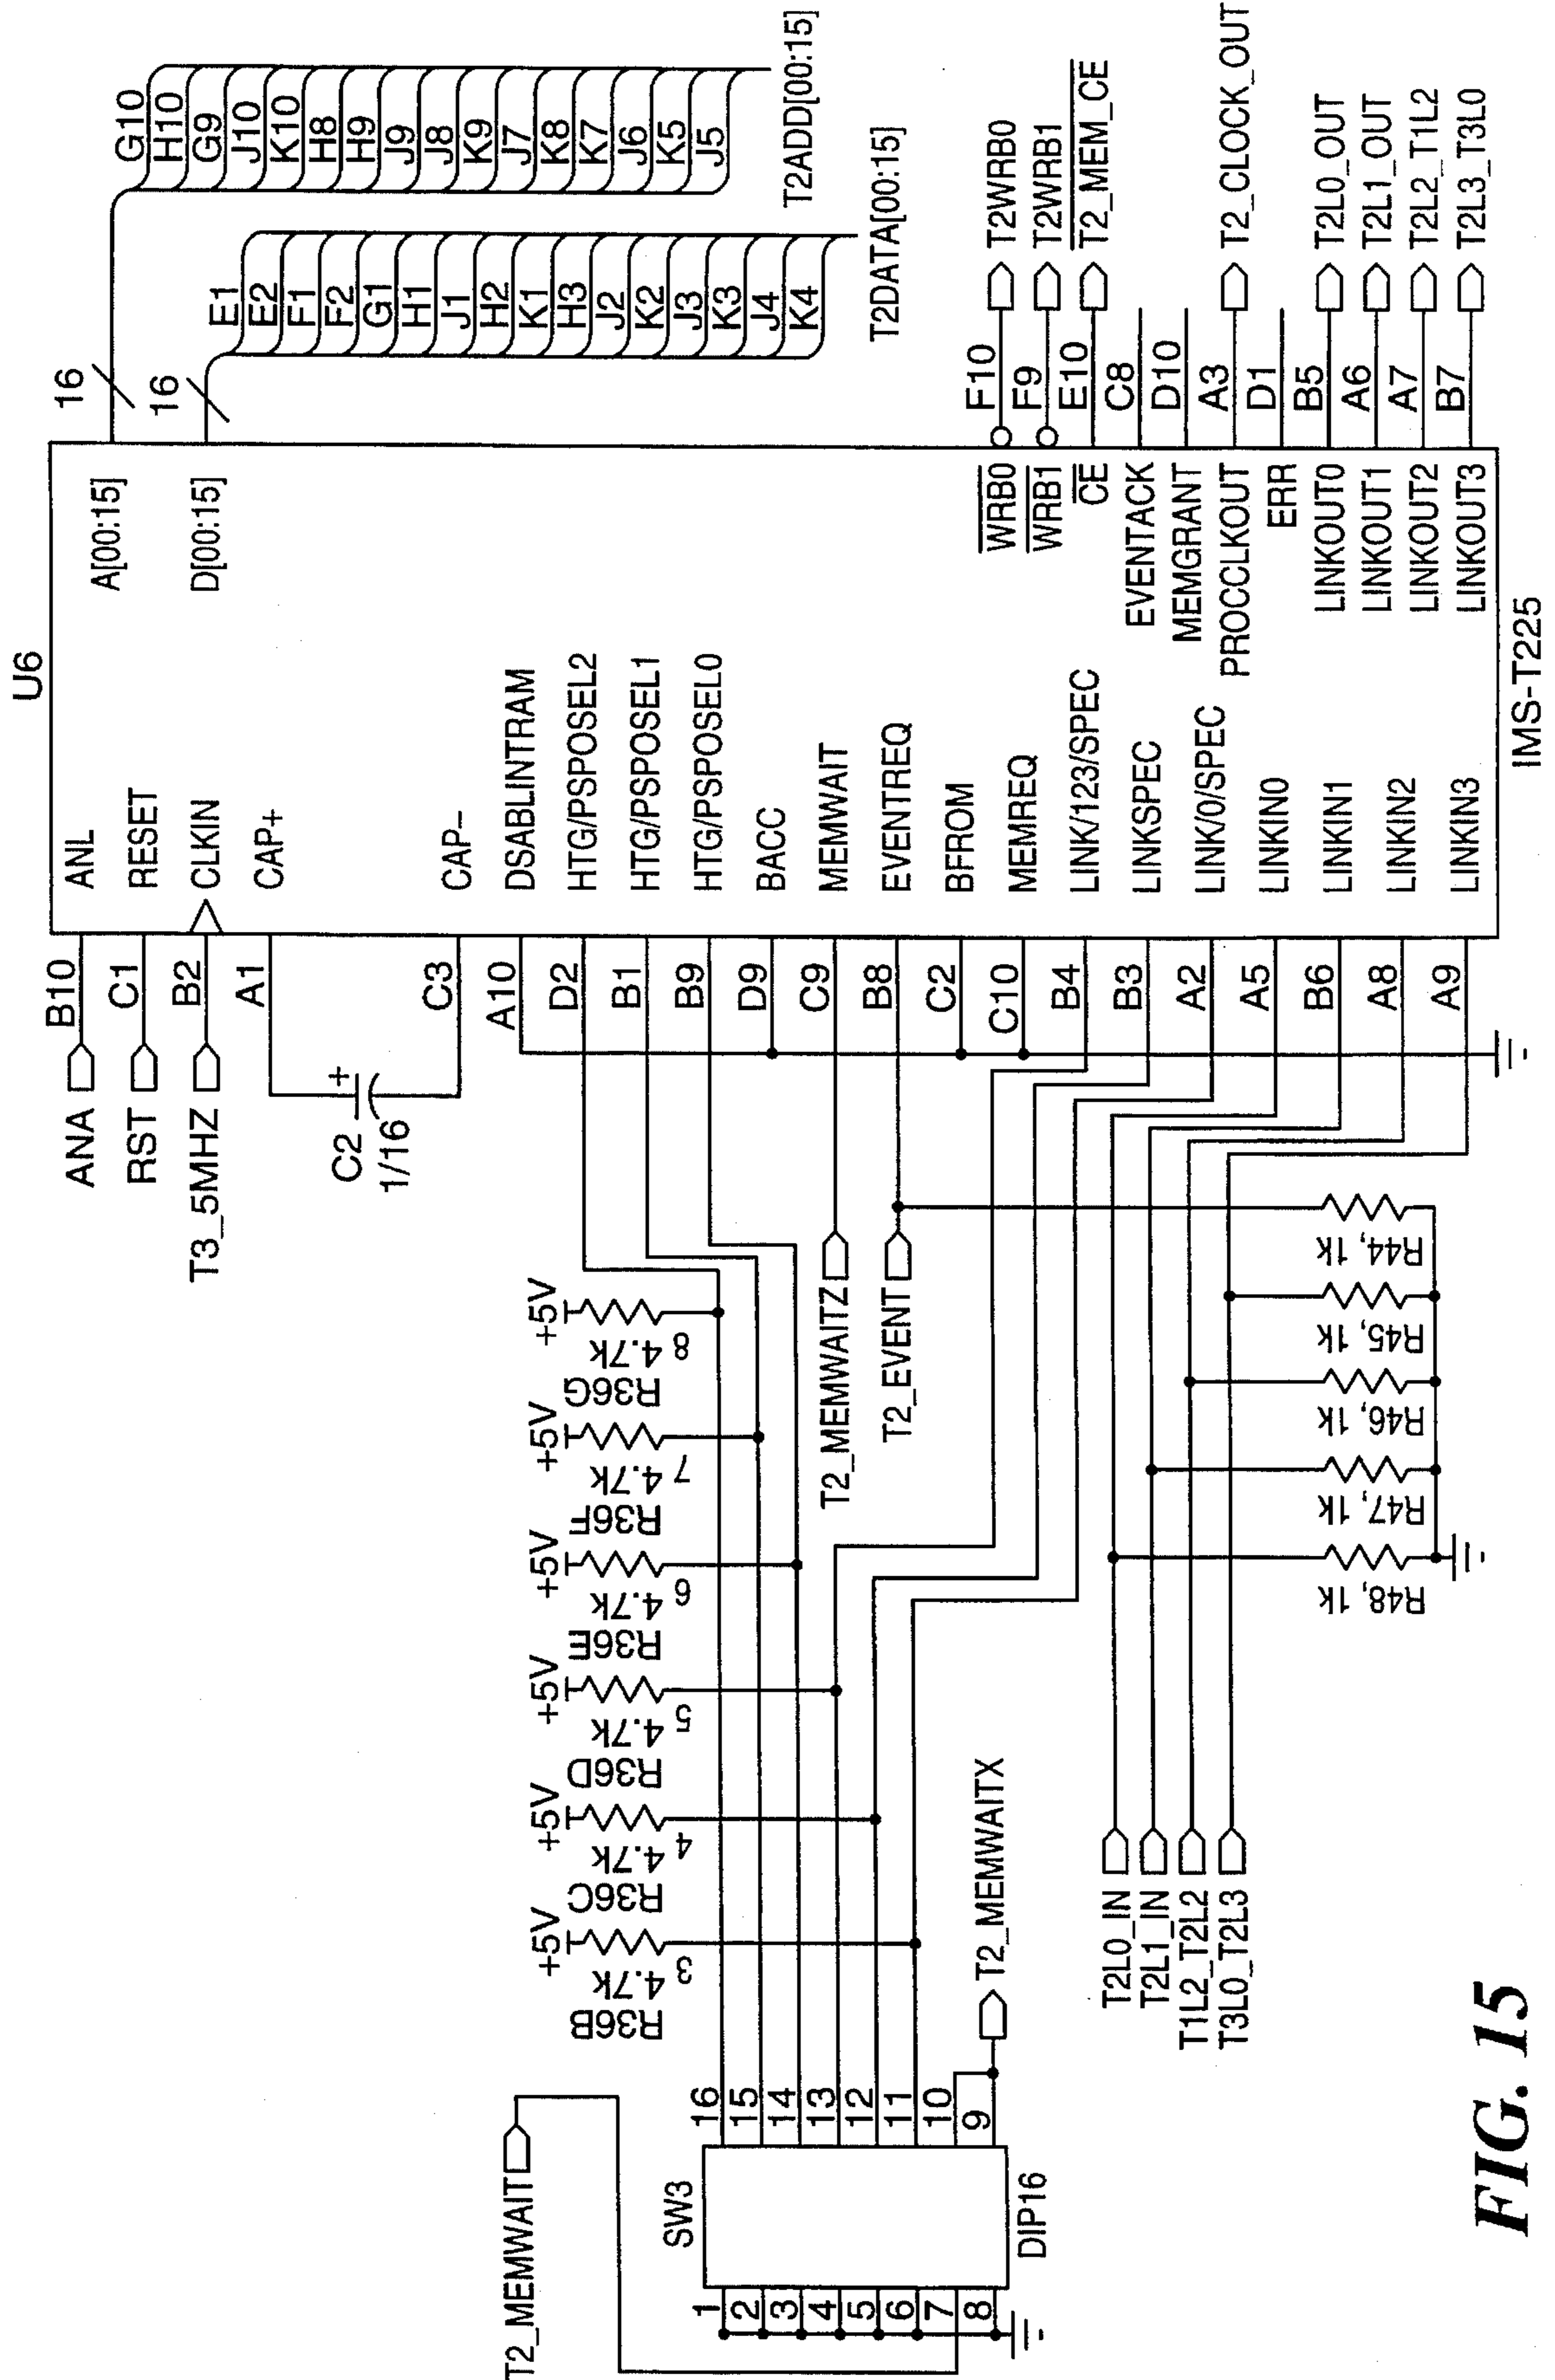 U6
ANA
B10
ANL
RST
C1
RESET
T3_5MHZ
B2
CLKIN
A1
CAP+
C2
+
1/16
C3
CAP–
A10
DSABLINTRAM
D2
HTG/PSPOSEL2
B1
HTG/PSPOSEL1
B9
HTG/PSPOSEL0
D9
BACC
T2_MEMWAITZ
C9
MEMWAIT
T2_EVENT
B8
EVENTREQ
C2
BFROM
C10
MEMREQ
B4
LINK/123/SPEC
B3
LINKSPEC
A2
LINK/0/SPEC
A5
LINKIN0
B6
LINKIN1
A8
LINKIN2
A9
LINKIN3
A[00:15]
16
G10
H10
G9
J10
K10
H8
H9
J9
J8
K9
J7
K8
K7
J6
K5
J5
T2ADD[00:15]
D[00:15]
16
E1
E2
F1
F2
G1
H1
J1
H2
K1
H3
J2
K2
J3
K3
J4
K4
T2DATA[00:15]
WRB0
F10
T2WRB0
WRB1
F9
T2WRB1
CE
E10
T2_MEM_CE
EVENTACK
C8
MEMGRANT
D10
PROCCLKOUT
A3
T2_CLOCK_OUT
ERR
D1
LINKOUT0
B5
T2L0_OUT
LINKOUT1
A6
T2L1_OUT
LINKOUT2
A7
T2L2_T1L2
LINKOUT3
B7
T2L3_T3L0
IMS-T225
+5V
R36B
4.7k
3
+5V
R36C
4.7k
4
+5V
R36D
4.7k
5
+5V
R36E
4.7k
6
+5V
R36F
4.7k
7
+5V
R36G
4.7k
8
T2_MEMWAIT
SW3
1
2
3
4
5
6
7
8
16
15
14
13
12
11
10
9
DIP16
T2_MEMWAITX
T2L0_IN
T2L1_IN
T1L2_T2L2
T3L0_T2L3
R48, 1k
R47, 1k
R46, 1k
R45, 1k
R44, 1k
FIG. 15